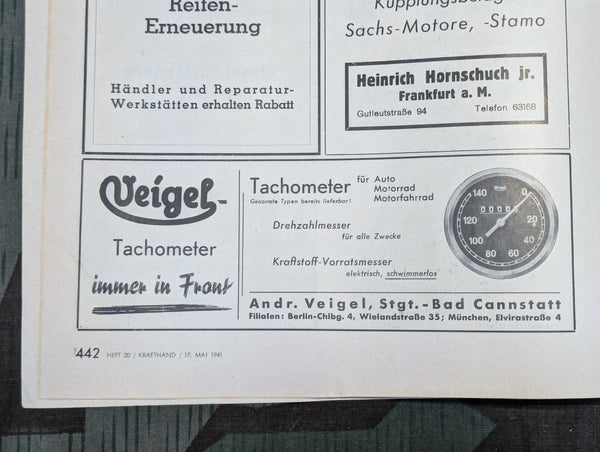 Reifen-
Erneuerung
Händler und Reparatur-
Werkstätten erhalten Rabatt
Sachs-Motore, -Stamo
Heinrich Hornschuch jr.
Frankfurt a. M.
Gutleutstraße 94 Telefon 63168
Veigel-
Tachometer
immer in Front
Tachometer für Auto
Motorrad
Motorfahrrad
Genormte Typen bereits lieferbar!
Drehzahlmesser
für alle Zwecke
Kraftstoff-Vorratsmesser
elektrisch, schwimmerlos
140 0
120 20
100 40
80 60
Andr. Veigel, Stgt.-Bad Cannstatt
Filialen: Berlin-Chlbg. 4, Wielandstraße 35; München, Elvirastraße 4
442 HEFT 20 / KRAFTHAND / 17. MAI 1941